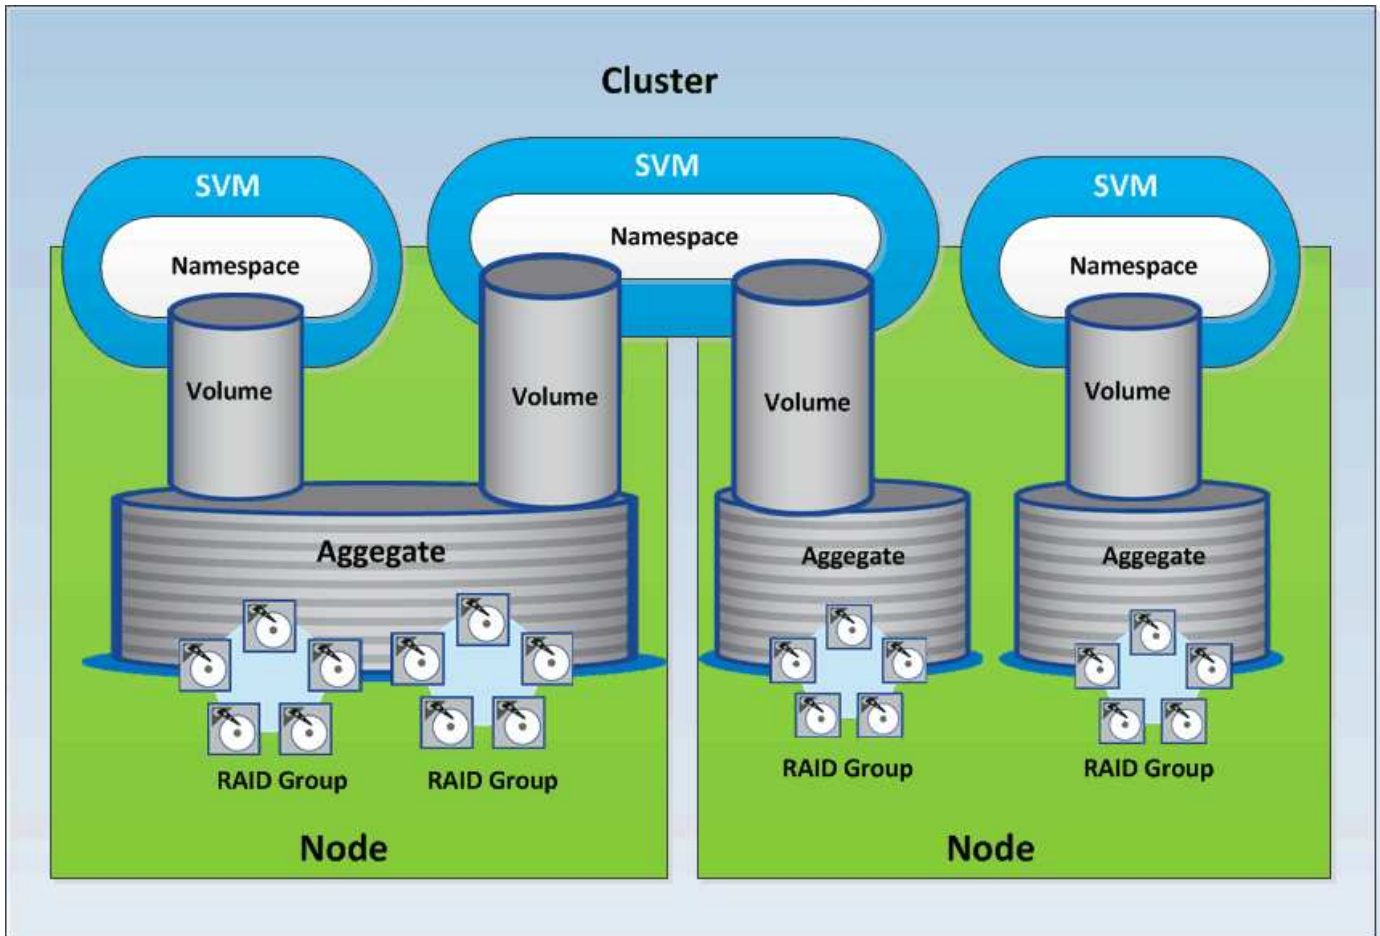 Cluster
SVM
SVM
SVM
Namespace
Namespace
Namespace
Volume
Volume
Volume
Volume
Aggegate
Aggegate
Aggegate
RAID Group
RAID Group
RAID Group
RAID Group
Node
Node